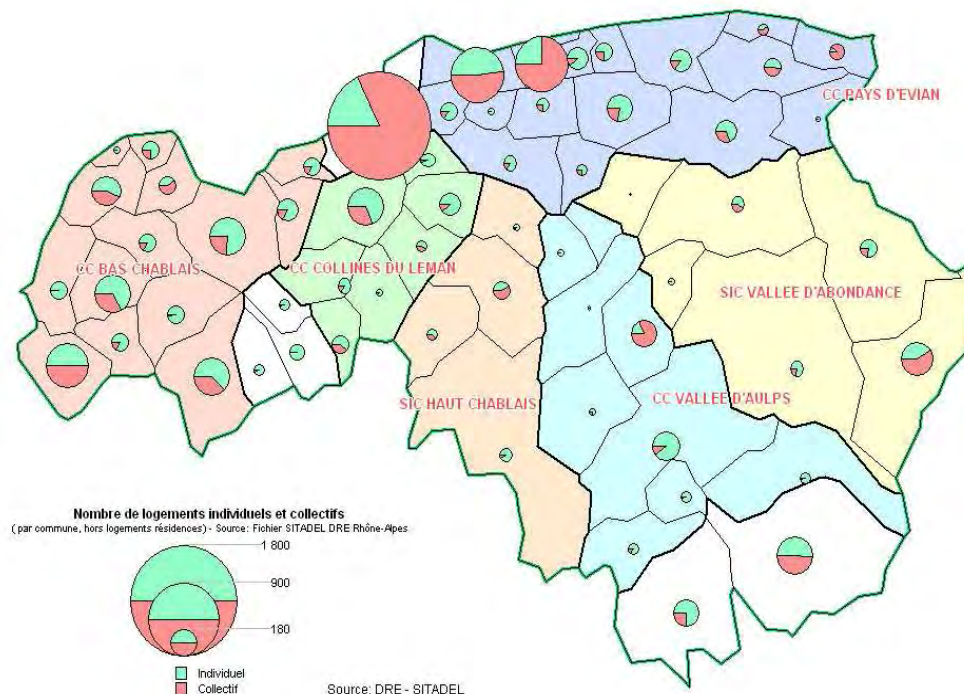 CC PAYS D'EVIAN
CC BAS CHABLAIS
CC COLLINES DU LEMAN
SIC VALLEE D'ABONDANCE
SIC HAUT CHABLAIS
CC VALLEE D'AULPS
Nombre de logements individuels et collectifs
( par commune, hors logements résidences) - Source: Fichier SITADEL DRE Rhône-Alpes
1 800
900
180
Individuel
Collectif
Source: DRE - SITADEL